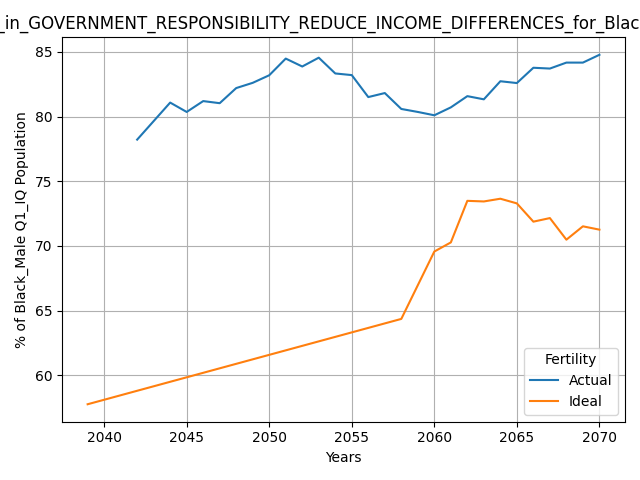 _in_GOVERNMENT_RESPONSIBILITY_REDUCE_INCOME_DIFFERENCES_for_Blac
85
80
75
70
65
60
% of Black_Male Q1_IQ Population
Fertility
Actual
Ideal
2040 2045 2050 2055 2060 2065 2070
Years